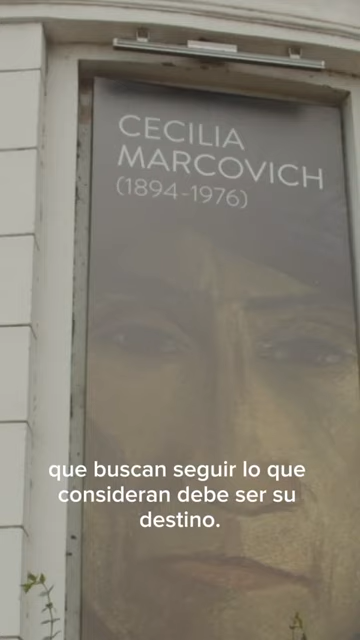 CECILIA
MARCOVICH
(1894-1976)
que buscan seguir lo que
consideran debe ser su
destino.